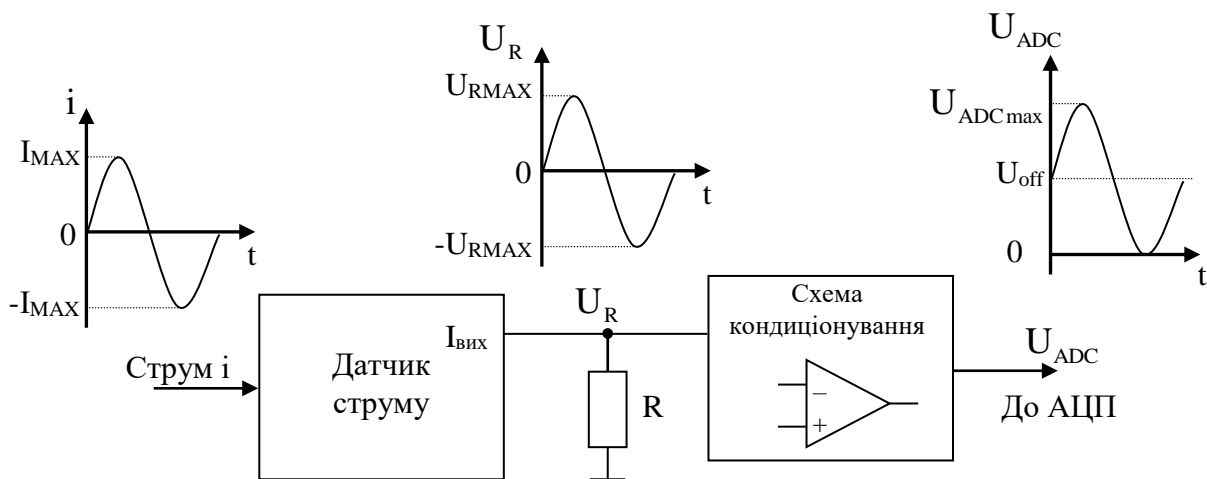 i
I_MAX
0
-I_MAX
t
U_R
U_RMAX
0
-U_RMAX
t
U_ADC
U_ADC max
U_off
0
t
Струм i
Датчик
струму
I_вих
U_R
R
Схема
кондиціонування
−
+
U_ADC
До АЦП